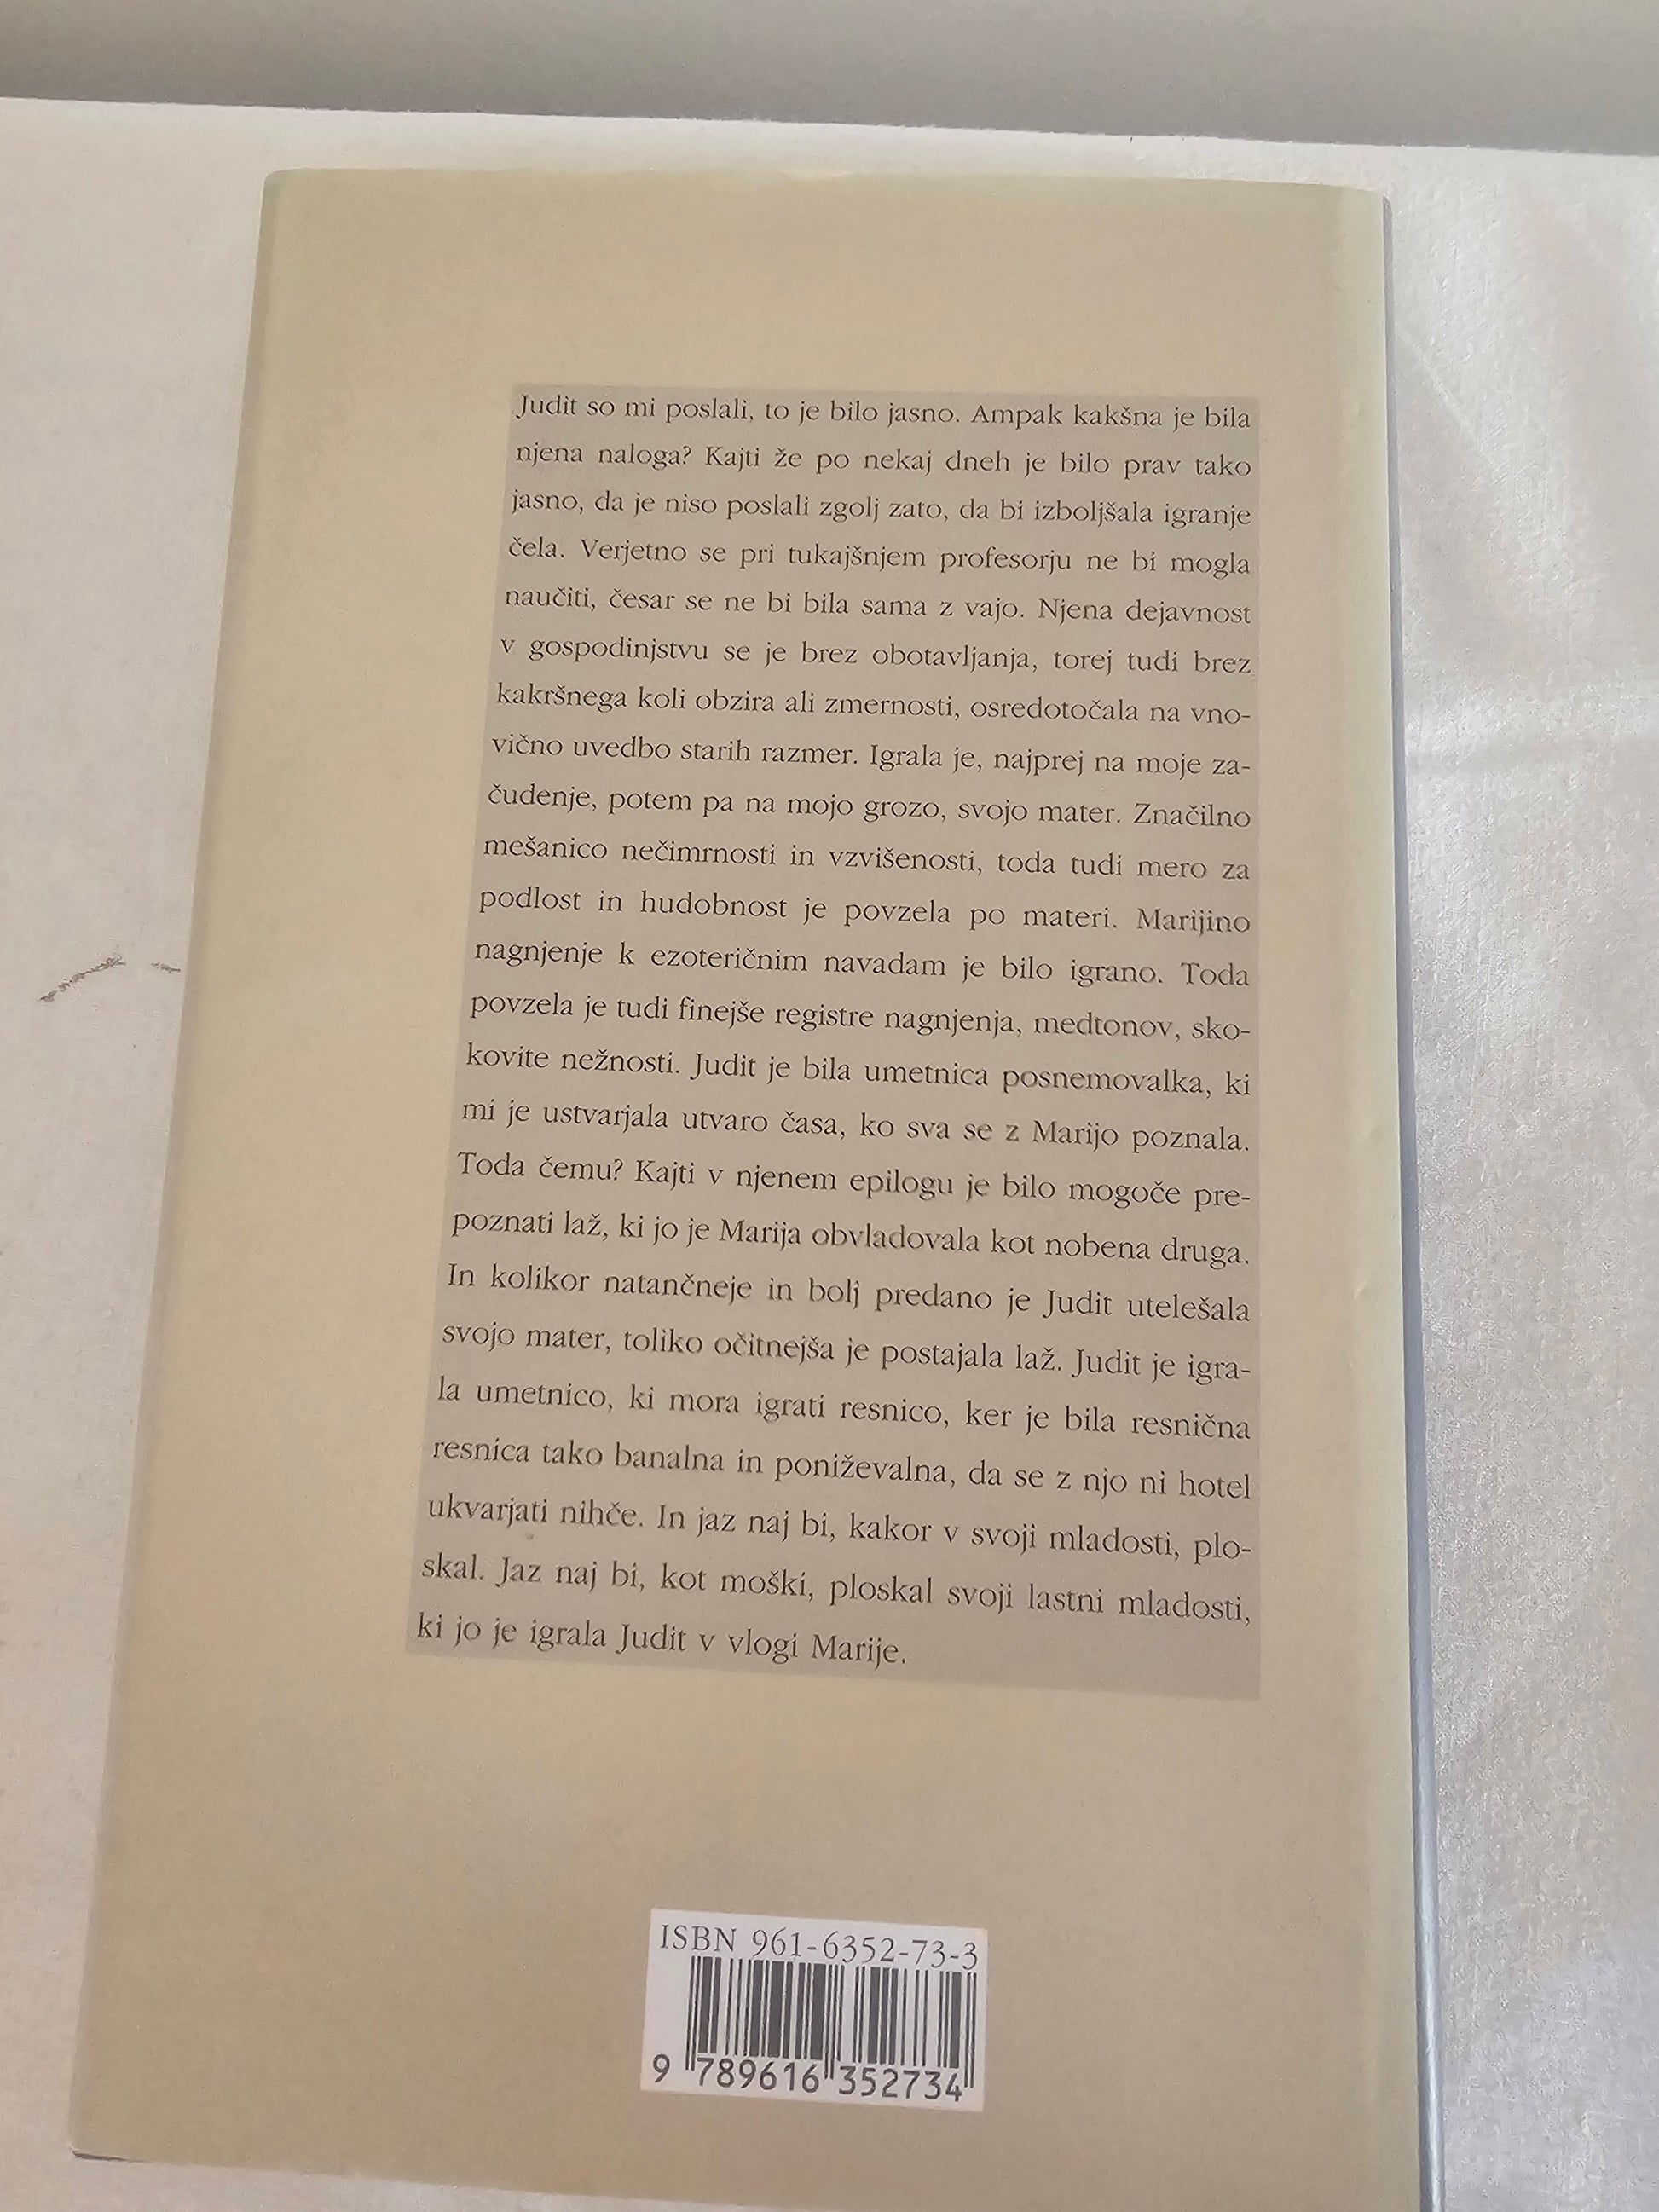 Judit so mi poslali, to je bilo jasno. Ampak kakšna je bila
njena naloga? Kajti že po nekaj dneh je bilo prav tako
jasno, da je niso poslali zgolj zato, da bi izboljšala igranje
čela. Verjetno se pri tukajšnjem profesorju ne bi mogla
naučiti, česar se ne bi bila sama z vajo. Njena dejavnost
v gospodinjstvu se je brez obotavljanja, torej tudi brez
kakršnega koli obzira ali zmernosti, osredotočala na vno-
vično uvedbo starih razmer. Igrala je, najprej na moje za-
čudenje, potem pa na mojo grozo, svojo mater. Značilno
mešanico nečimrnosti in vzvišenosti, toda tudi mero za
podlost in hudobnost je povzela po materi. Marijino
nagnjenje k ezoteričnim navadam je bilo igrano. Toda
povzela je tudi finejše registre nagnjenja, medtonov, sko-
kovite nežnosti. Judit je bila umetnica posnemovalka, ki
mi je ustvarjala utvaro časa, ko sva se z Marijo poznala.
Toda čemu? Kajti v njenem epilogu je bilo mogoče pre-
poznati laž, ki jo je Marija obvladovala kot nobena druga.
In kolikor natančneje in bolj predano je Judit utelešala
svojo mater, toliko očitnejša je postajala laž. Judit je igra-
la umetnico, ki mora igrati resnico, ker je bila resnična
resnica tako banalna in poniževalna, da se z njo ni hotel
ukvarjati nihče. In jaz naj bi, kakor v svoji mladosti, plo-
skal. Jaz naj bi, kot moški, ploskal svoji lastni mladosti,
ki jo je igrala Judit v vlogi Marije.
ISBN 961-6352-73-3
9 789616 352734